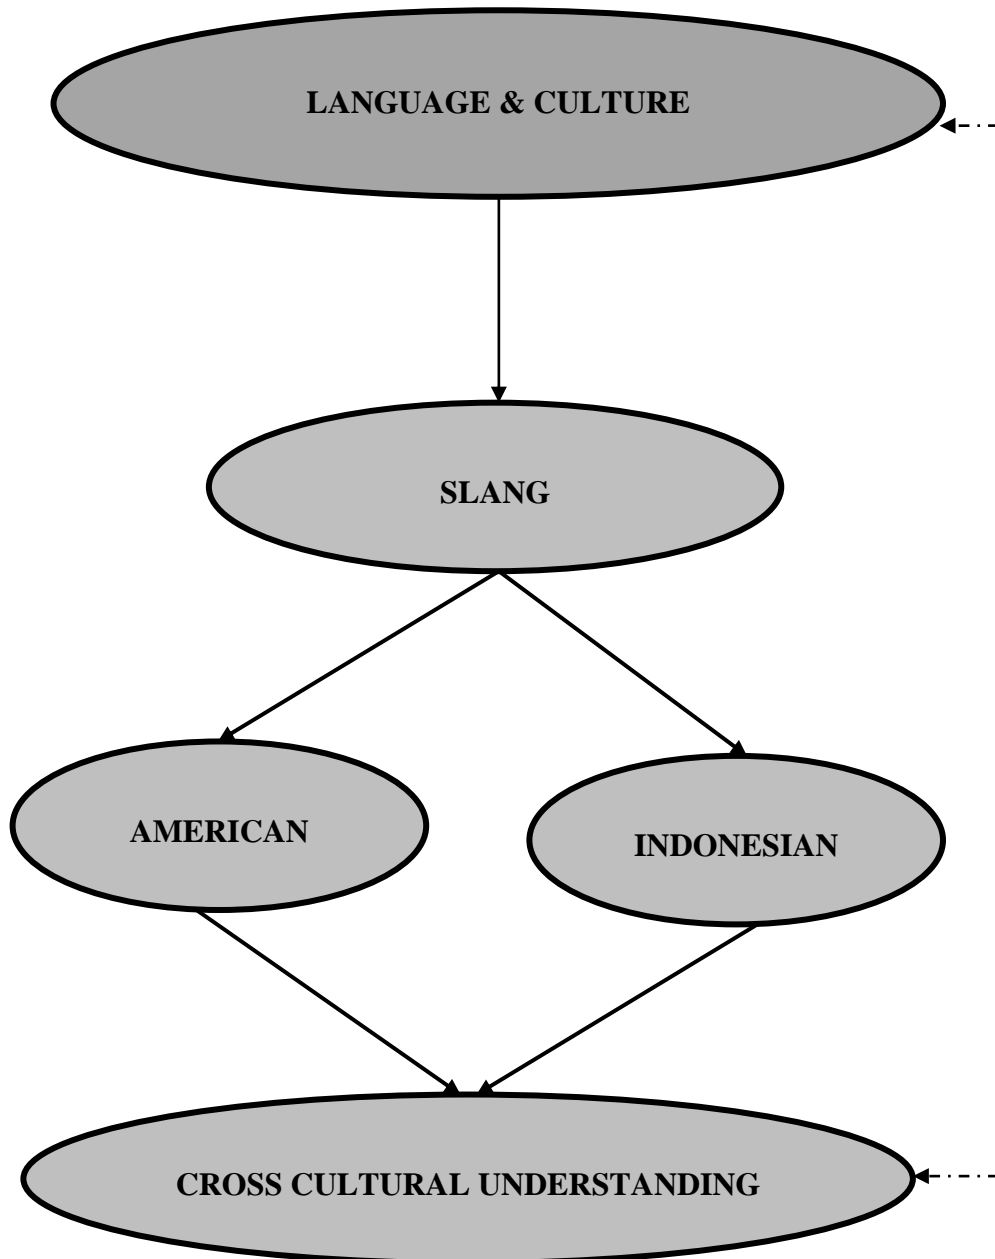 LANGUAGE & CULTURE
SLANG
AMERICAN
INDONESIAN
CROSS CULTURAL UNDERSTANDING